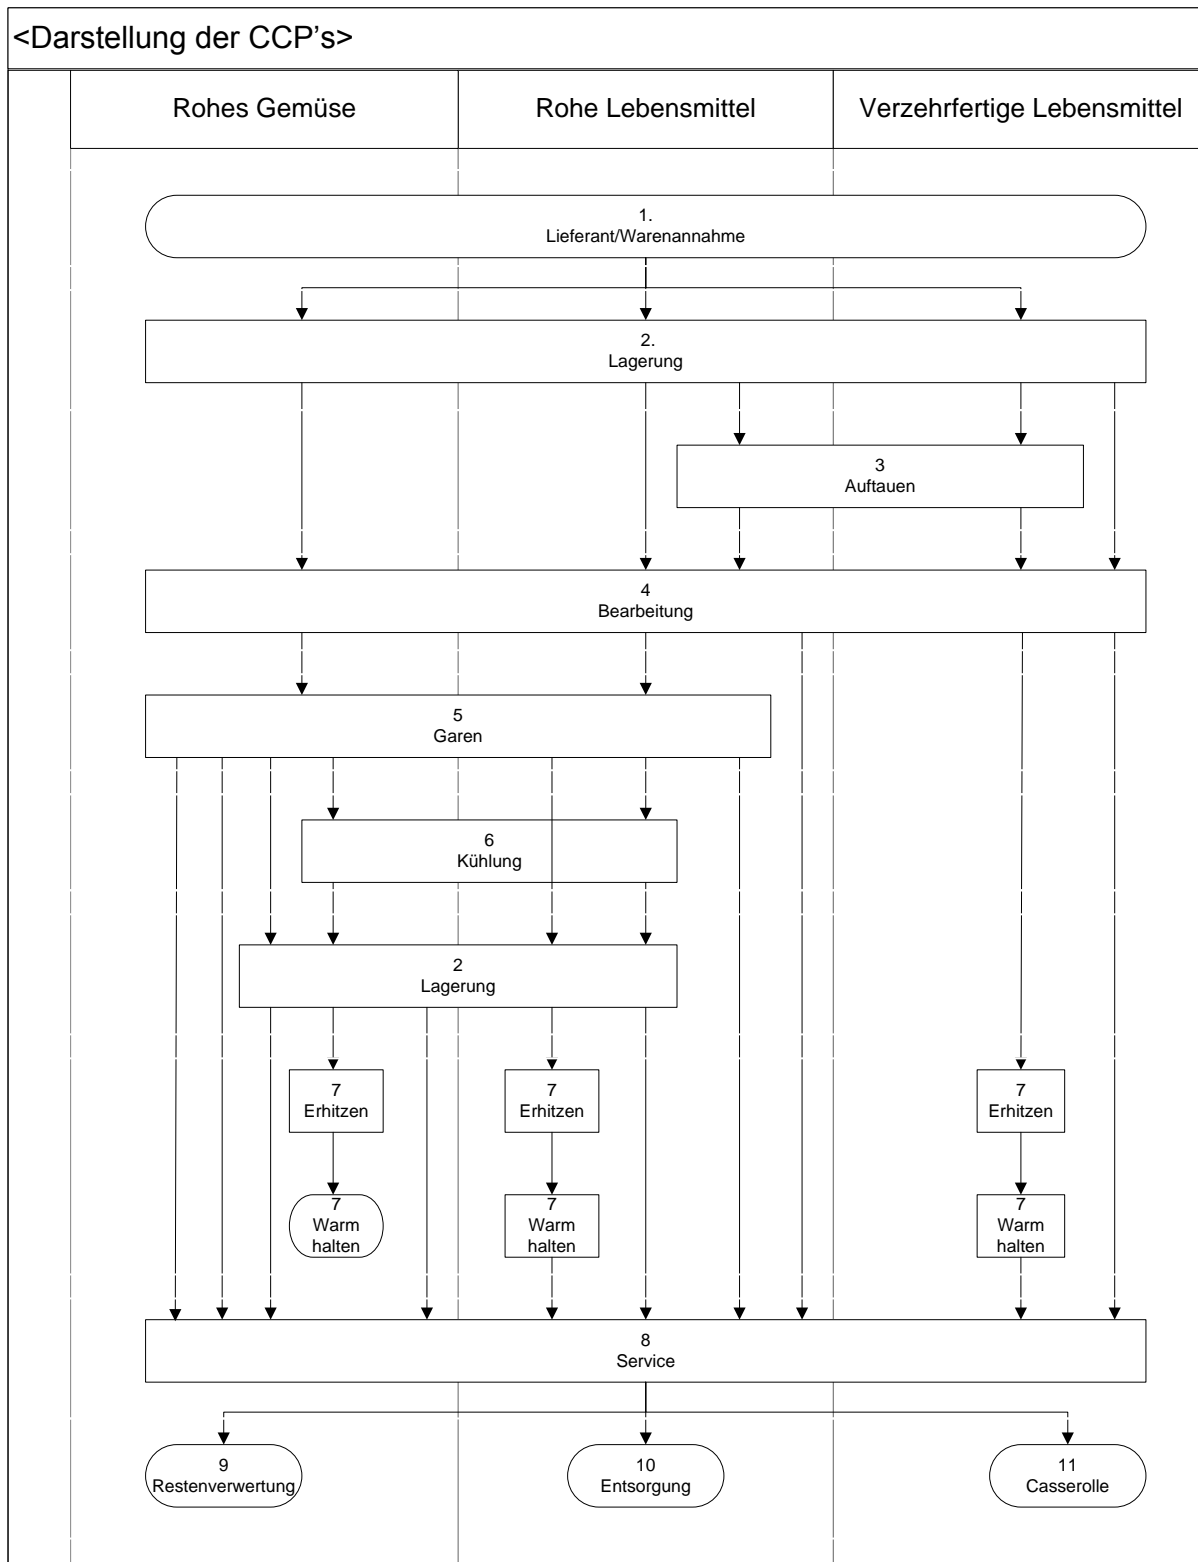 <Darstellung der CCP's>
Rohes Gemüse
Rohe Lebensmittel
Verzehrfertige Lebensmittel
1.
Lieferant/Warenannahme
2.
Lagerung
3
Auftauen
4
Bearbeitung
5
Garen
6
Kühlung
2
Lagerung
7
Erhitzen
7
Erhitzen
7
Erhitzen
7
Warm
halten
7
Warm
halten
7
Warm
halten
8
Service
9
Restenverwertung
10
Entsorgung
11
Casserolle